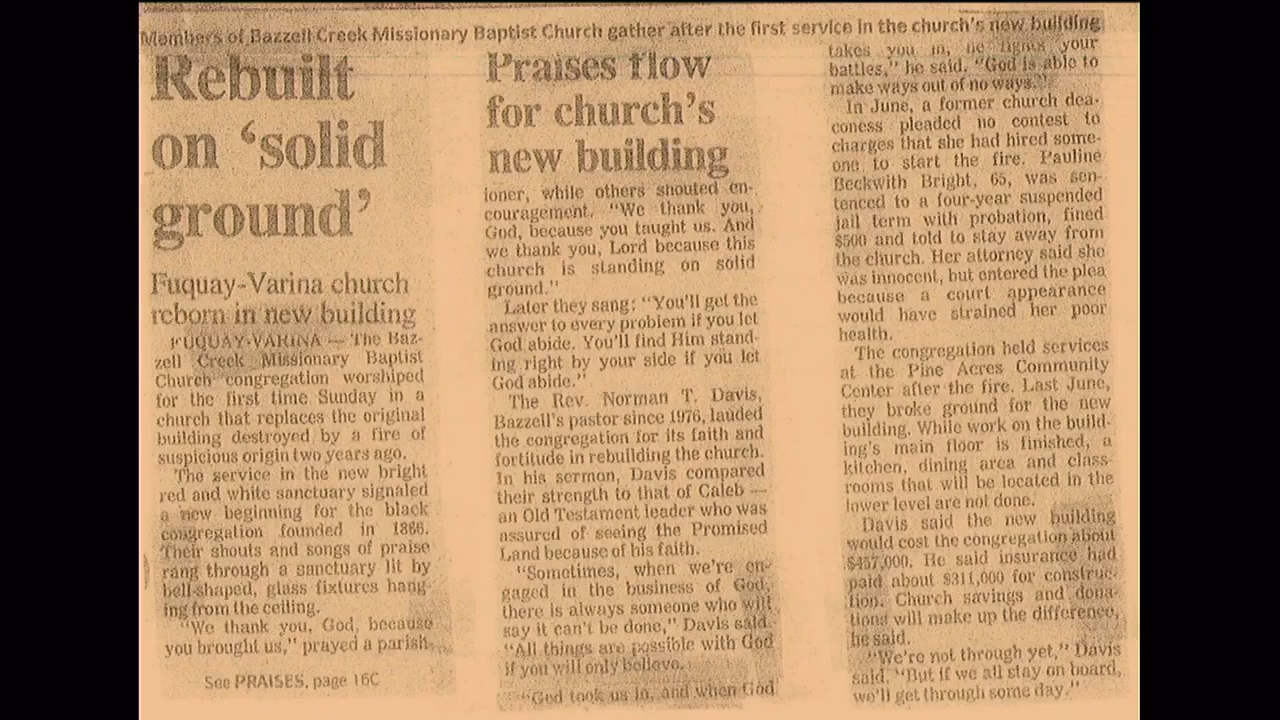 Members of Bazzell Creek Missionary Baptist Church gather after the first service in the church's new building
Rebuilt
on ‘solid
ground’
Fuquay-Varina church
reborn in new building
FUQUAY-VARINA — The Baz-
zell Creek Missionary Baptist
Church congregation worshiped
for the first time Sunday in a
church that replaces the original
building destroyed by a fire of
suspicious origin two years ago.
The service in the new bright
red and white sanctuary signaled
a new beginning for the black
congregation founded in 1866.
Their shouts and songs of praise
rang through a sanctuary lit by
bell-shaped, glass fixtures hang-
ing from the ceiling.
"We thank you, God, because
you brought us," prayed a parish-
See PRAISES, page 16C
Praises flow
for church's
new building
ioner, while others shouted en-
couragement. "We thank you,
God, because you taught us. And
we thank you, Lord because this
church is standing on solid
ground."
Later they sang: "You'll get the
answer to every problem if you let
God abide. You'll find Him stand-
ing right by your side if you let
God abide."
The Rev. Norman T. Davis,
Bazzell's pastor since 1976, lauded
the congregation for its faith and
fortitude in rebuilding the church.
In his sermon, Davis compared
their strength to that of Caleb —
an Old Testament leader who was
assured of seeing the Promised
Land because of his faith.
"Sometimes, when we're en-
gaged in the business of God,
there is always someone who will
say it can't be done," Davis said.
"All things are possible with God
if you will only believe.
"God took us in, and when God
takes you in, he fights your
battles," he said. "God is able to
make ways out of no ways."
In June, a former church dea-
coness pleaded no contest to
charges that she had hired some-
one to start the fire. Pauline
Beckwith Bright, 65, was sen-
tenced to a four-year suspended
jail term with probation, fined
$500 and told to stay away from
the church. Her attorney said she
was innocent, but entered the plea
because a court appearance
would have strained her poor
health.
The congregation held services
at the Pine Acres Community
Center after the fire. Last June,
they broke ground for the new
building. While work on the build-
ing's main floor is finished, a
kitchen, dining area and class-
rooms that will be located in the
lower level are not done.
Davis said the new building
would cost the congregation about
$457,000. He said insurance had
paid about $311,000 for construc-
tion. Church savings and dona-
tions will make up the difference,
he said.
"We're not through yet," Davis
said. "But if we all stay on board,
we'll get through some day."